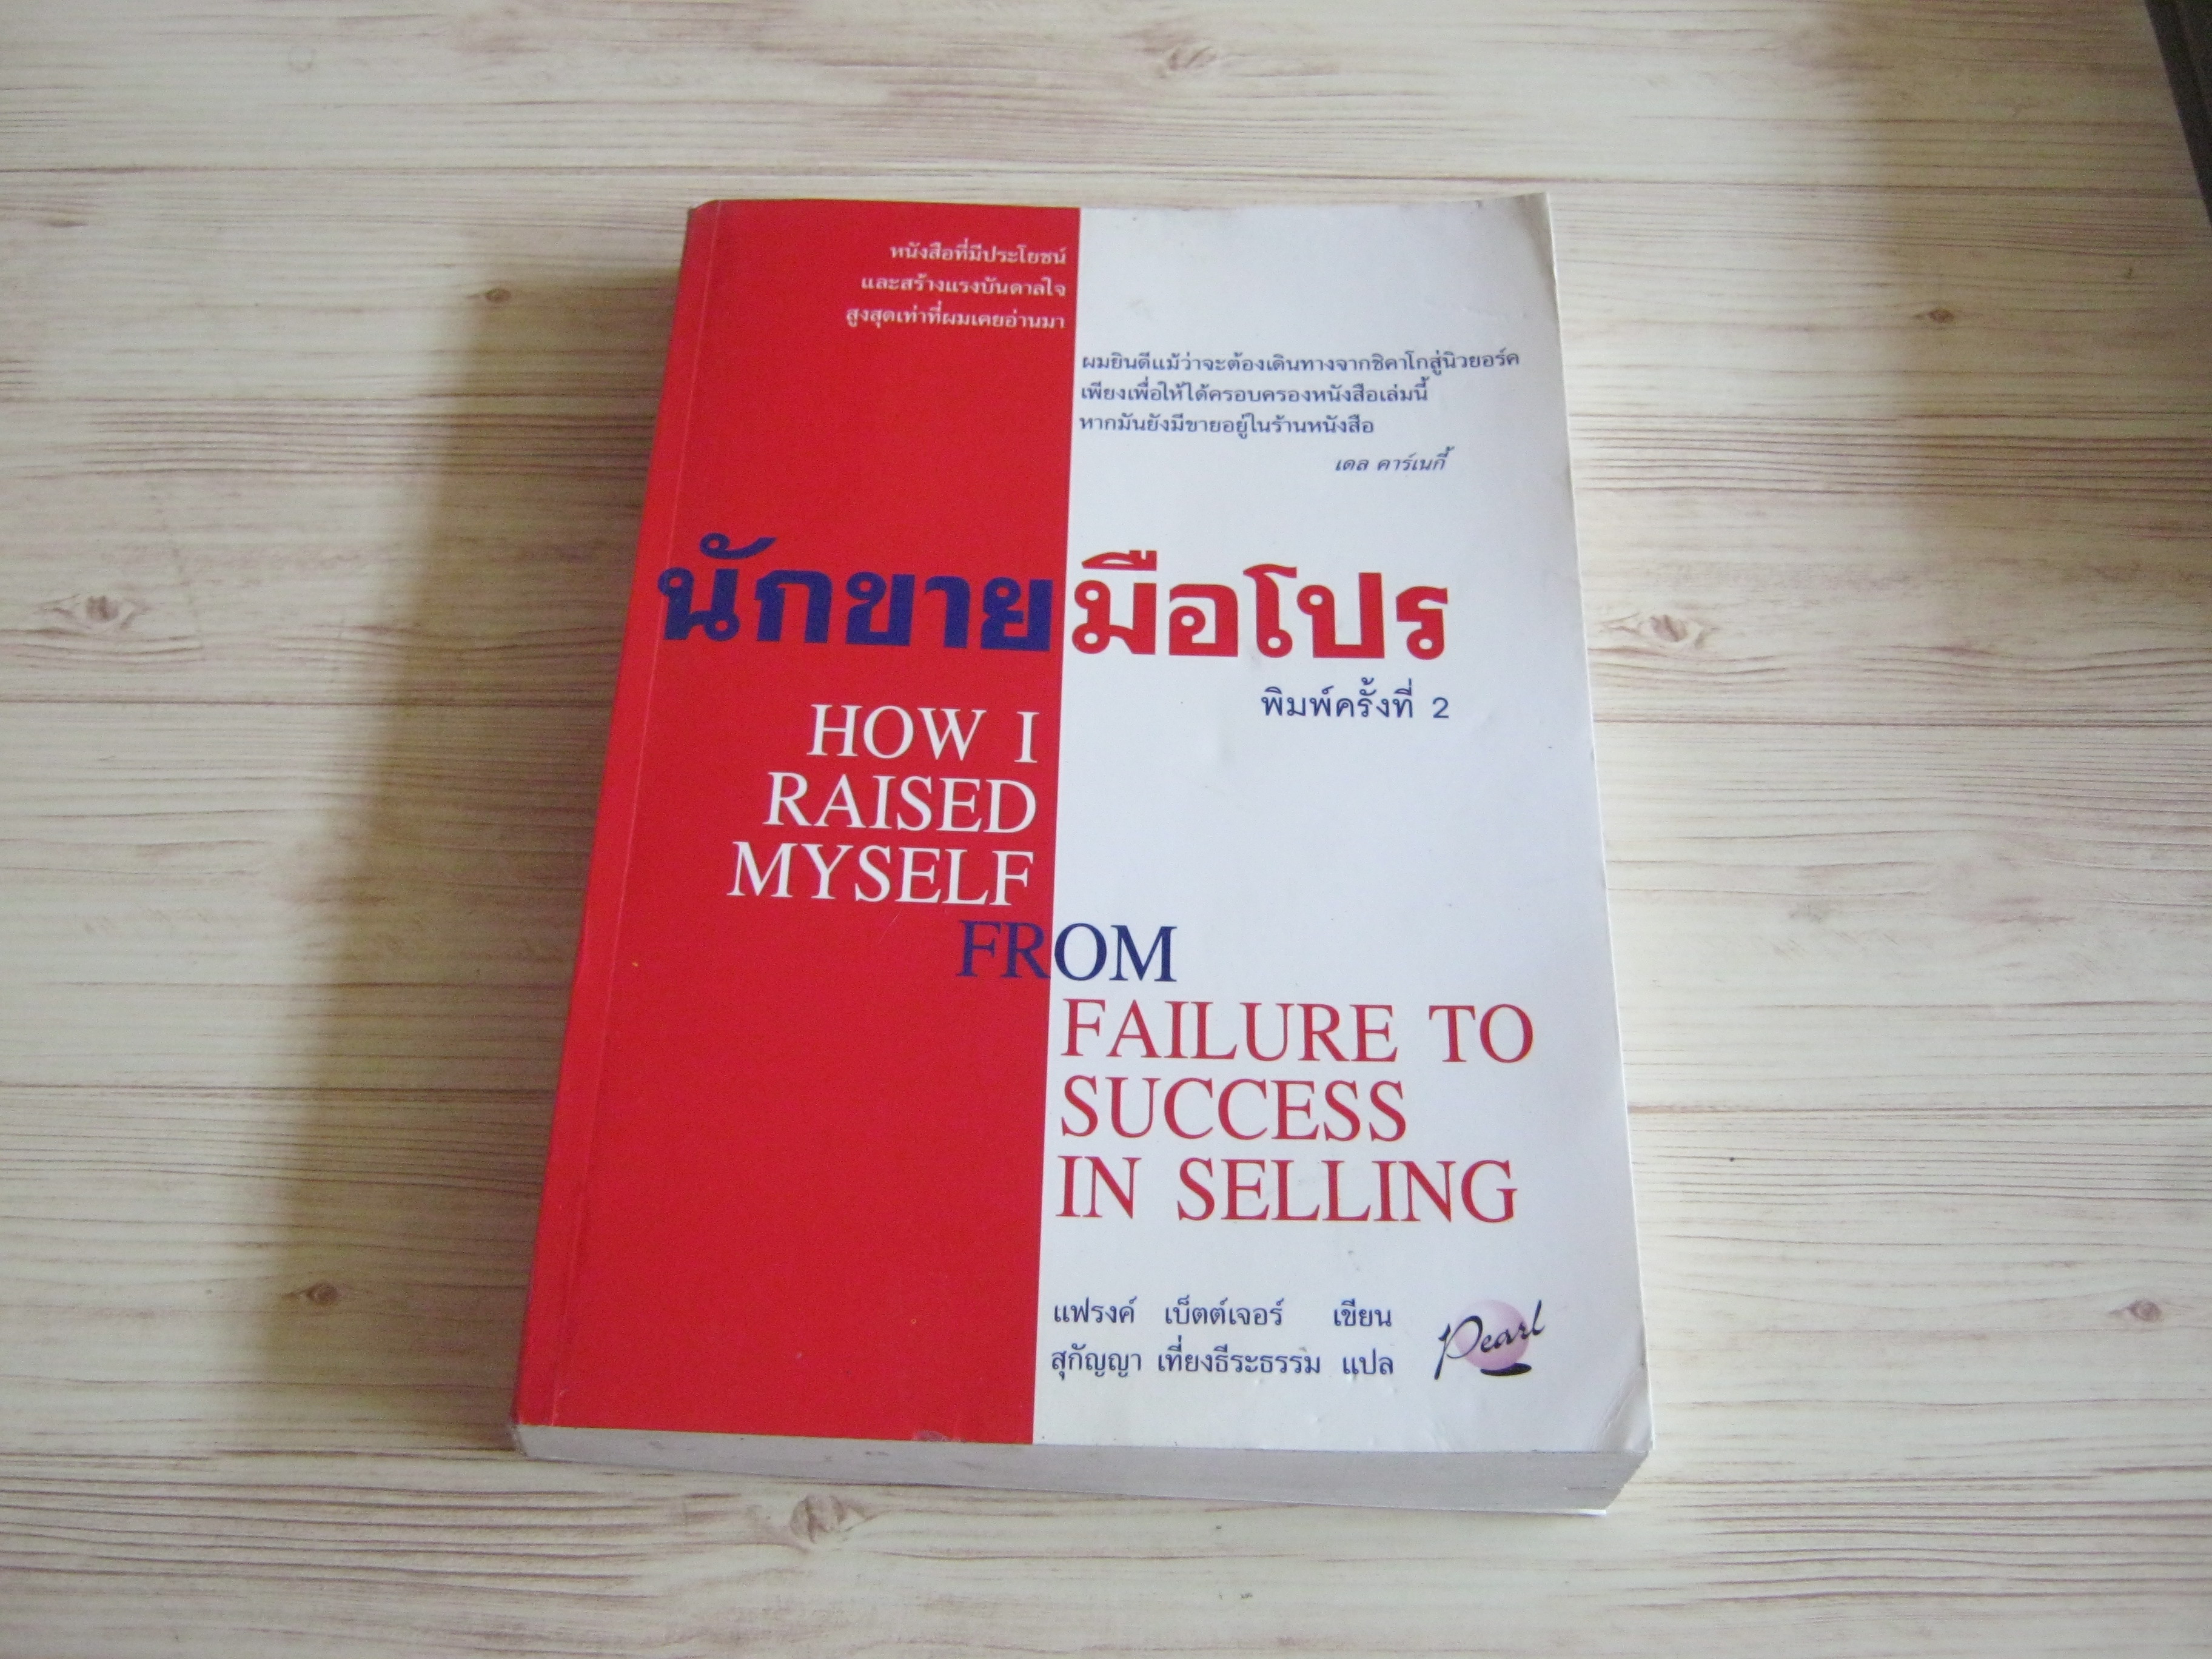 หนังสือที่มีประโยชน์
และสร้างแรงบันดาลใจ
สูงสุดเท่าที่ผมเคยอ่านมา
ผมยินดีแม้ว่าจะต้องเดินทางจากชิคาโกสู่นิวยอร์ค
เพียงเพื่อให้ได้ครอบครองหนังสือเล่มนี้
หากมันยังมีขายอยู่ในร้านหนังสือ
เดล คาร์เนกี้
นักขายมือโปร
พิมพ์ครั้งที่ 2
HOW I
RAISED
MYSELF
FROM
FAILURE TO
SUCCESS
IN SELLING
แฟรงค์ เบ็ตต์เจอร์ เขียน
สุกัญญา เที่ยงธีระธรรม แปล
Pearl